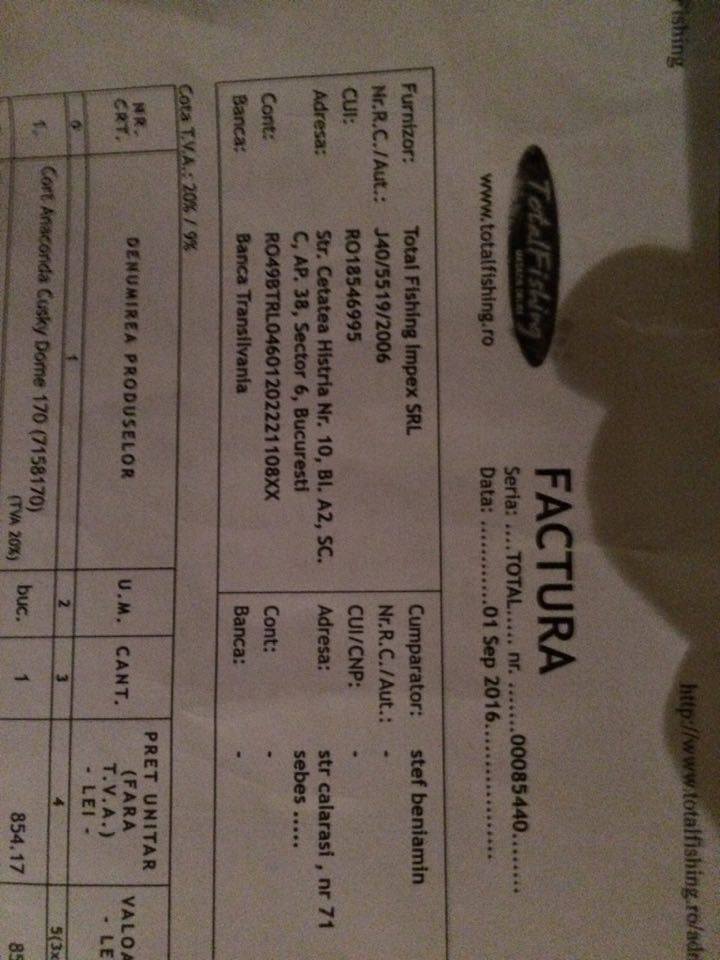 Fishing
http://www.totalfishing.ro/adm
TotalFishing
www.totalfishing.ro
FACTURA
Seria: ....TOTAL..... nr. ........00085440........
Data: .............01 Sep 2016...................
Furnizor: Total Fishing Impex SRL
Nr.R.C./Aut.: J40/5519/2006
CUI: RO18546995
Adresa: Str. Cetatea Histria Nr. 10, Bl. A2, SC.
C, AP. 38, Sector 6, Bucuresti
Cont: RO49BTRL04601202221108XX
Banca: Banca Transilvania
Cumparator: stef beniamin
Nr.R.C./Aut.: -
CUI/CNP: -
Adresa: str calarasi , nr 71
sebes .....
Cont: -
Banca: -
Cota T.V.A.: 20% / 9%
NR.
CRT.
DENUMIREA PRODUSELOR
U.M.
CANT.
PRET UNITAR
(FARA
T.V.A.)
- LEI -
VALOA
- LE
0 1 2 3 4 5(3x
1. Cort Anaconda Cusky Dome 170 (7158170) buc. 1 854.17 85
(TVA 20%)